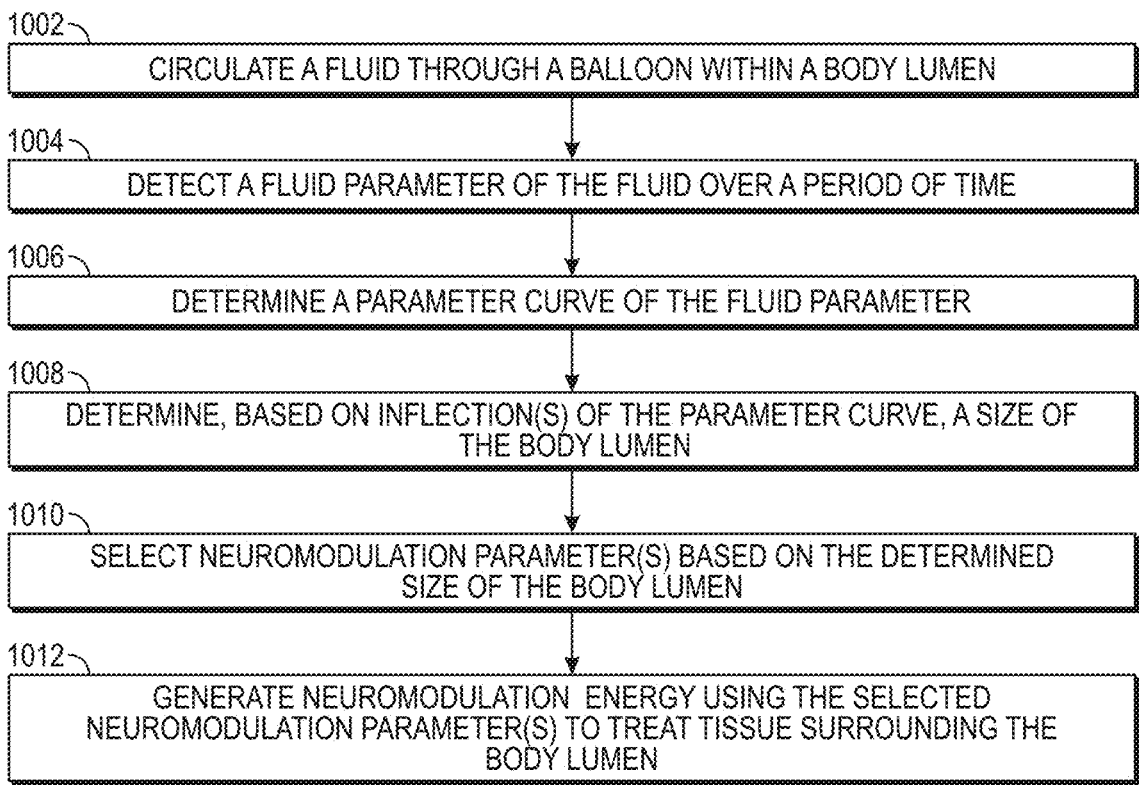 1002
CIRCULATE A FLUID THROUGH A BALLOON WITHIN A BODY LUMEN
1004
DETECT A FLUID PARAMETER OF THE FLUID OVER A PERIOD OF TIME
1006
DETERMINE A PARAMETER CURVE OF THE FLUID PARAMETER
1008
DETERMINE, BASED ON INFLECTION(S) OF THE PARAMETER CURVE, A SIZE OF
THE BODY LUMEN
1010
SELECT NEUROMODULATION PARAMETER(S) BASED ON THE DETERMINED
SIZE OF THE BODY LUMEN
1012
GENERATE NEUROMODULATION ENERGY USING THE SELECTED
NEUROMODULATION PARAMETER(S) TO TREAT TISSUE SURROUNDING THE
BODY LUMEN